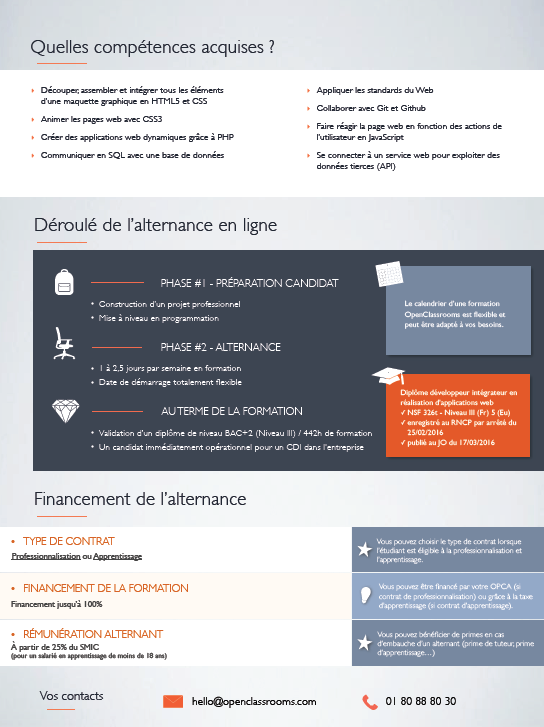 Quelles compétences acquises ?
Découper, assembler et intégrer tous les éléments
d'une maquette graphique en HTML5 et CSS
Animer les pages web avec CSS3
Créer des applications web dynamiques grâce à PHP
Communiquer en SQL avec une base de données
Appliquer les standards du Web
Collaborer avec Git et Github
Faire réagir la page web en fonction des actions de
l'utilisateur en JavaScript
Se connecter à un service web pour exploiter des
données tierces (API)
Déroulé de l'alternance en ligne
PHASE #1 - PRÉPARATION CANDIDAT
• Construction d'un projet professionnel
• Mise à niveau en programmation
PHASE #2 - ALTERNANCE
• 1 à 2,5 jours par semaine en formation
• Date de démarrage totalement flexible
AU TERME DE LA FORMATION
• Validation d'un diplôme de niveau BAC+2 (Niveau III) / 442h de formation
• Un candidat immédiatement opérationnel pour un CDI dans l'entreprise
Le calendrier d'une formation
OpenClassrooms est flexible et
peut être adapté à vos besoins.
Diplôme développeur intégrateur en
réalisation d'applications web
✓ NSF 326t - Niveau III (Fr) 5 (Eu)
✓ enregistré au RNCP par arrêté du
25/02/2016
✓ publié au JO du 17/03/2016
Financement de l'alternance
• TYPE DE CONTRAT
Professionnalisation ou Apprentissage
Vous pouvez choisir le type de contrat lorsque
l'étudiant est éligible à la professionalisation et
l'apprentissage.
• FINANCEMENT DE LA FORMATION
Financement jusqu'à 100%
Vous pouvez être financé par votre OPCA (si
contrat de professionnalisation) ou grâce à la taxe
d'apprentissage (si contrat d'apprentissage).
• RÉMUNÉRATION ALTERNANT
À partir de 25% du SMIC
(pour un salarié en apprentissage de moins de 18 ans)
Vous pouvez bénéficier de primes en cas
d'embauche d'un alternant (prime de tuteur, prime
d'apprentissage…)
Vos contacts
hello@openclassrooms.com
01 80 88 80 30